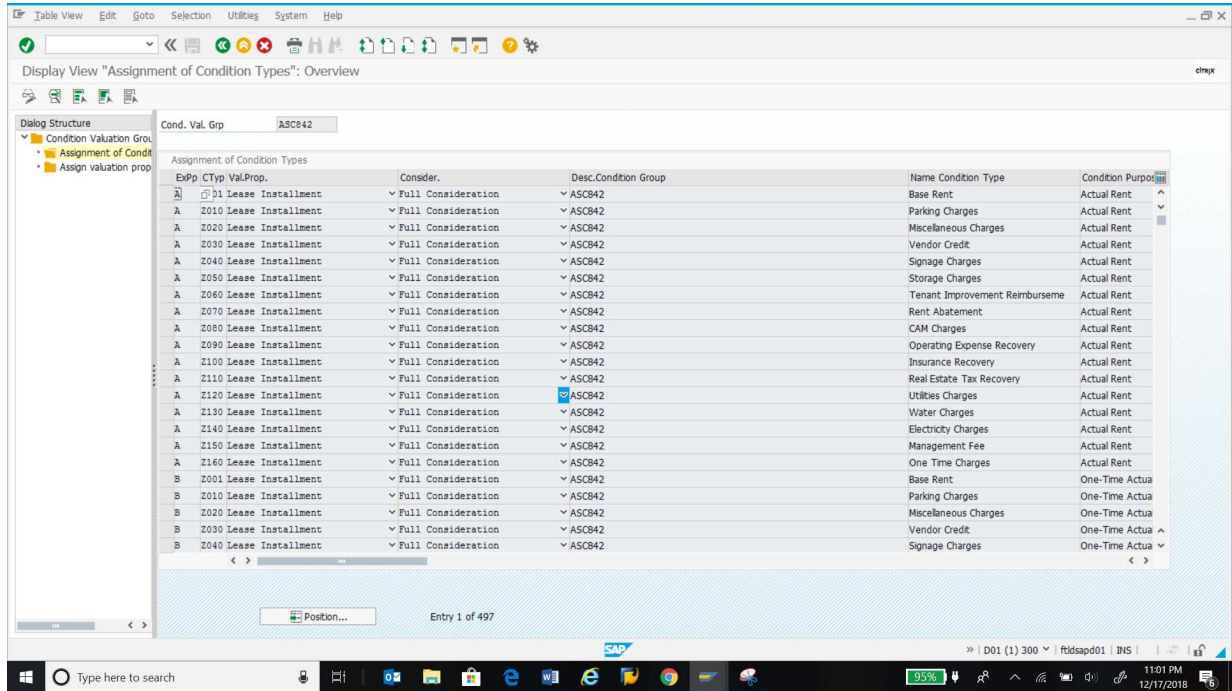 Table View Edit Goto Selection Utilities System Help
Display View "Assignment of Condition Types": Overview
citrix
Dialog Structure
Condition Valuation Grou
Assignment of Condit
Assign valuation prop
Cond. Val. Grp ASC842
Assignment of Condition Types
ExPp CTyp Val.Prop. Consider. Desc.Condition Group Name Condition Type Condition Purpos
A 01 Lease Installment Full Consideration ASC842 Base Rent Actual Rent
A Z010 Lease Installment Full Consideration ASC842 Parking Charges Actual Rent
A Z020 Lease Installment Full Consideration ASC842 Miscellaneous Charges Actual Rent
A Z030 Lease Installment Full Consideration ASC842 Vendor Credit Actual Rent
A Z040 Lease Installment Full Consideration ASC842 Signage Charges Actual Rent
A Z050 Lease Installment Full Consideration ASC842 Storage Charges Actual Rent
A Z060 Lease Installment Full Consideration ASC842 Tenant Improvement Reimburseme Actual Rent
A Z070 Lease Installment Full Consideration ASC842 Rent Abatement Actual Rent
A Z080 Lease Installment Full Consideration ASC842 CAM Charges Actual Rent
A Z090 Lease Installment Full Consideration ASC842 Operating Expense Recovery Actual Rent
A Z100 Lease Installment Full Consideration ASC842 Insurance Recovery Actual Rent
A Z110 Lease Installment Full Consideration ASC842 Real Estate Tax Recovery Actual Rent
A Z120 Lease Installment Full Consideration ASC842 Utilities Charges Actual Rent
A Z130 Lease Installment Full Consideration ASC842 Water Charges Actual Rent
A Z140 Lease Installment Full Consideration ASC842 Electricity Charges Actual Rent
A Z150 Lease Installment Full Consideration ASC842 Management Fee Actual Rent
A Z160 Lease Installment Full Consideration ASC842 One Time Charges Actual Rent
B Z001 Lease Installment Full Consideration ASC842 Base Rent One-Time Actua
B Z010 Lease Installment Full Consideration ASC842 Parking Charges One-Time Actua
B Z020 Lease Installment Full Consideration ASC842 Miscellaneous Charges One-Time Actua
B Z030 Lease Installment Full Consideration ASC842 Vendor Credit One-Time Actua
B Z040 Lease Installment Full Consideration ASC842 Signage Charges One-Time Actua
Position... Entry 1 of 497
SAP
D01 (1) 300 ftldsapd01 INS
Type here to search
95%
11:01 PM
12/17/2018